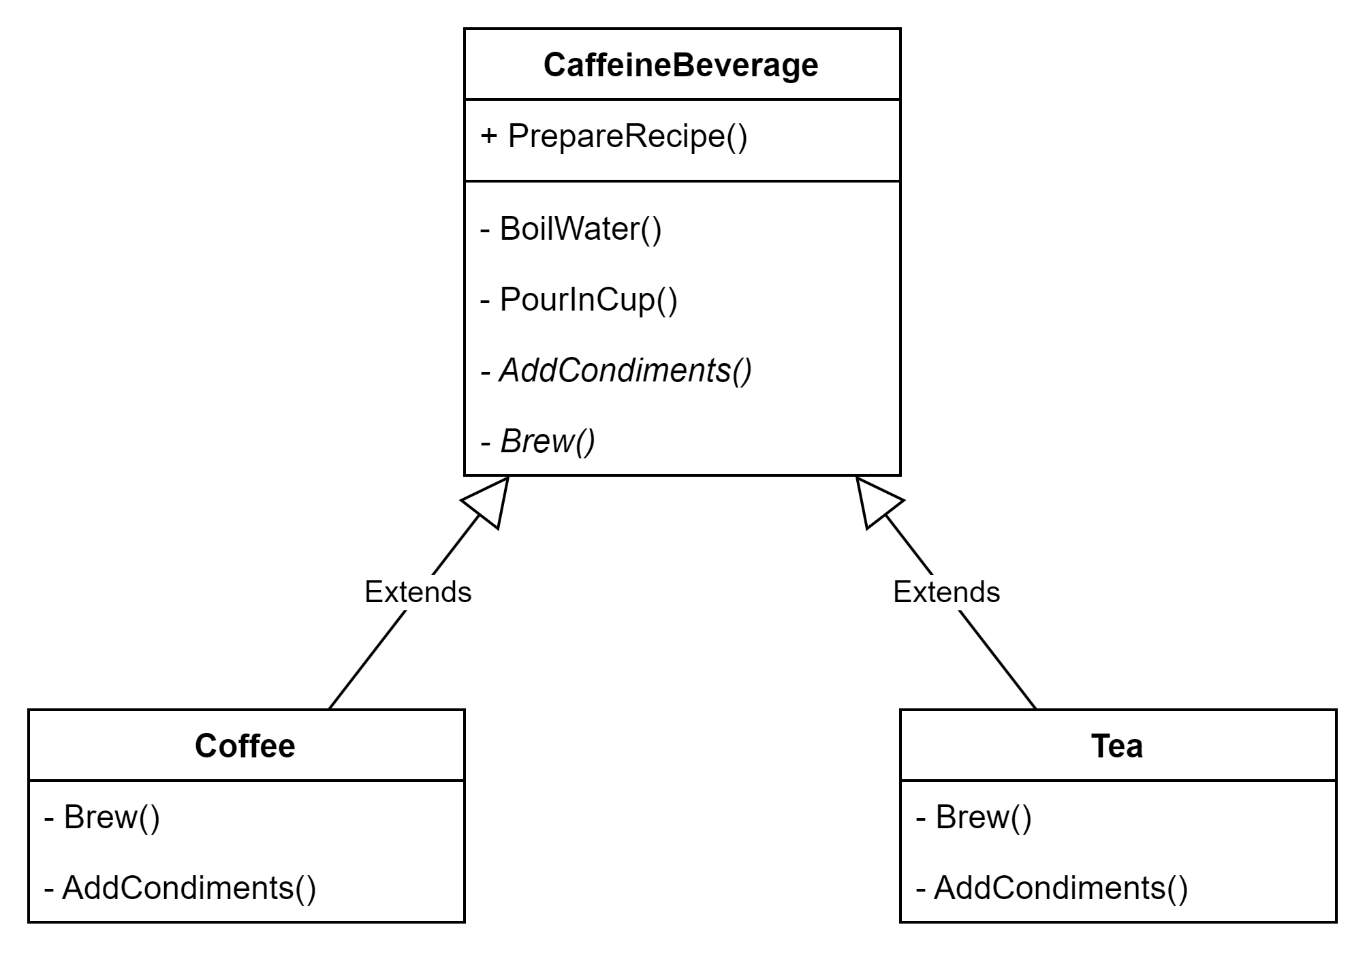 CaffeineBeverage
+ PrepareRecipe()
- BoilWater()
- PourInCup()
- AddCondiments()
- Brew()
Extends
Extends
Coffee
- Brew()
- AddCondiments()
Tea
- Brew()
- AddCondiments()